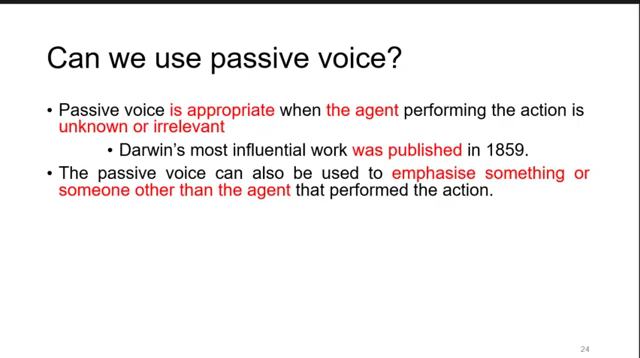 Can we use passive voice?
• Passive voice is appropriate when the agent performing the action is
unknown or irrelevant
• Darwin's most influential work was published in 1859.
• The passive voice can also be used to emphasise something or
someone other than the agent that performed the action.
24